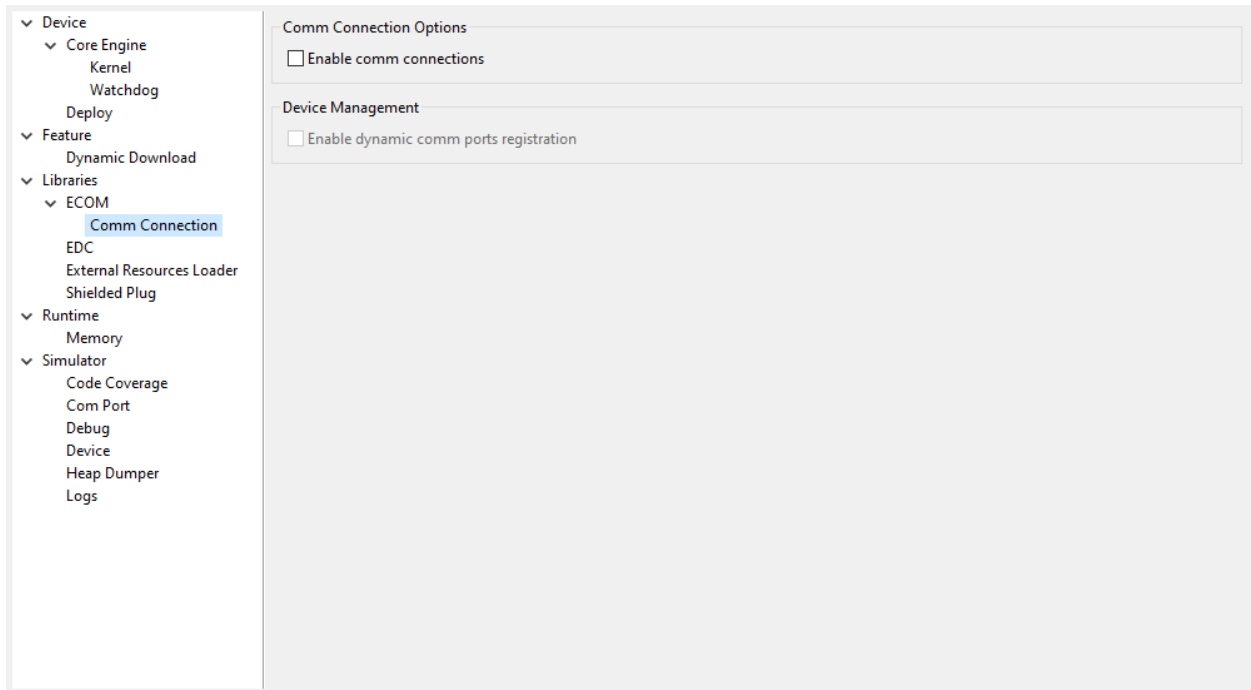 Device
Core Engine
Kernel
Watchdog
Deploy
Feature
Dynamic Download
Libraries
ECOM
Comm Connection
EDC
External Resources Loader
Shielded Plug
Runtime
Memory
Simulator
Code Coverage
Com Port
Debug
Device
Heap Dumper
Logs
Comm Connection Options
Enable comm connections
Device Management
Enable dynamic comm ports registration